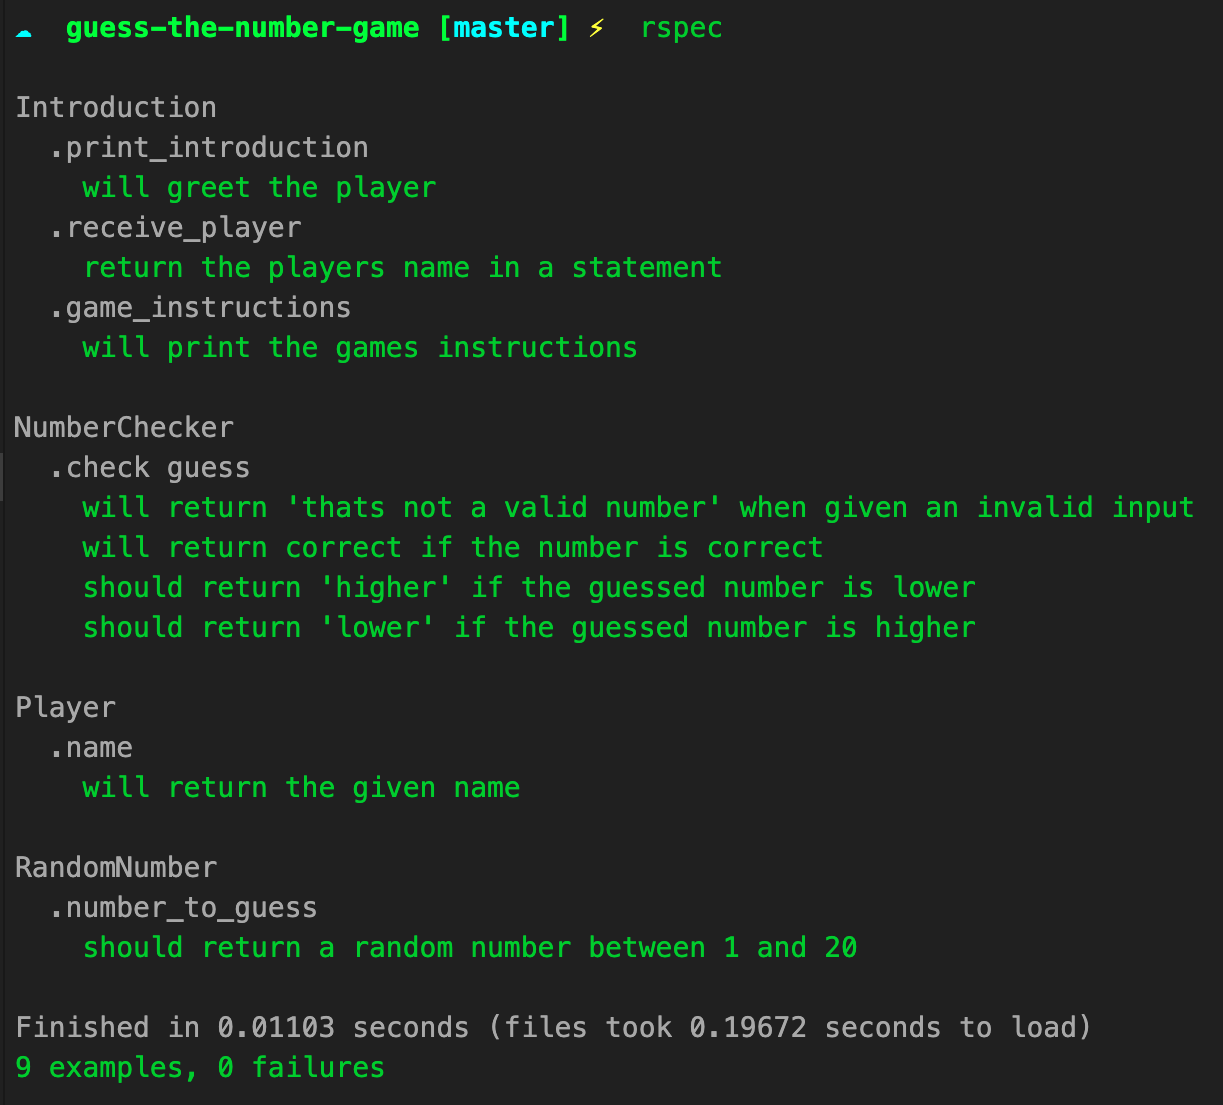 ☁ guess-the-number-game [master] ⚡ rspec
Introduction
.print_introduction
will greet the player
.receive_player
return the players name in a statement
.game_instructions
will print the games instructions
NumberChecker
.check guess
will return 'thats not a valid number' when given an invalid input
will return correct if the number is correct
should return 'higher' if the guessed number is lower
should return 'lower' if the guessed number is higher
Player
.name
will return the given name
RandomNumber
.number_to_guess
should return a random number between 1 and 20
Finished in 0.01103 seconds (files took 0.19672 seconds to load)
9 examples, 0 failures